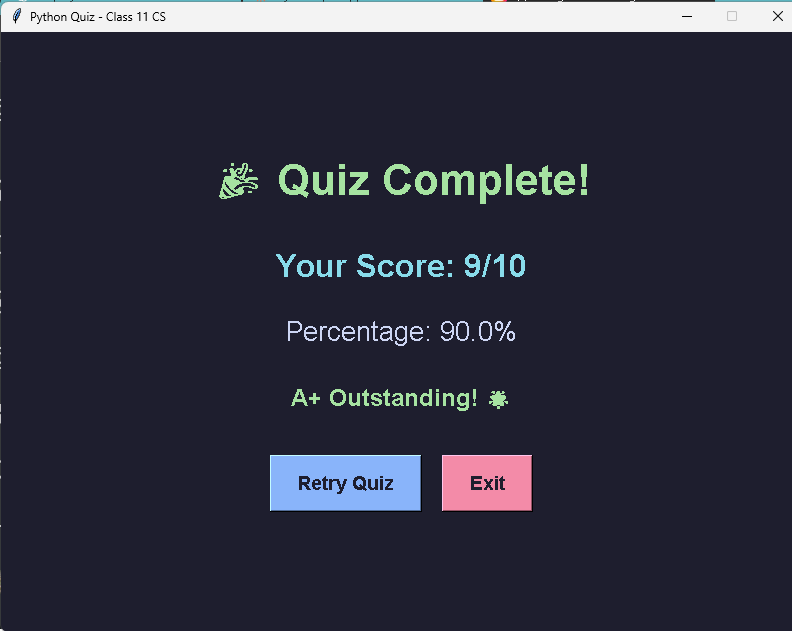 Python Quiz - Class 11 CS
🎉 Quiz Complete!
Your Score: 9/10
Percentage: 90.0%
A+ Outstanding! 🌟
Retry Quiz
Exit